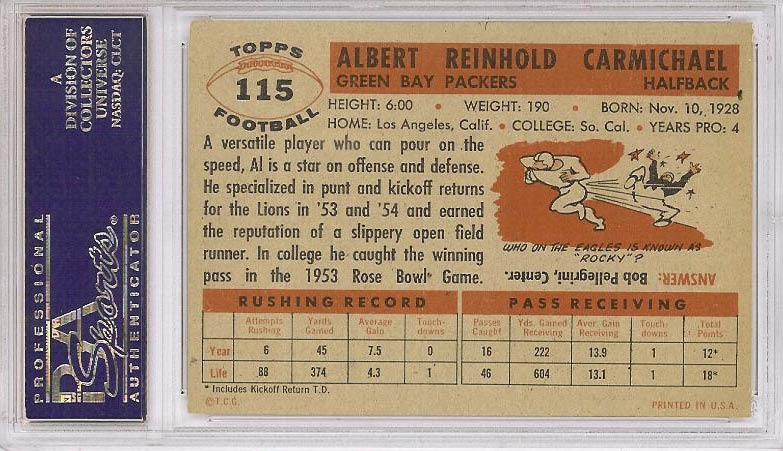 A
DIVISION OF
COLLECTORS
UNIVERSE
NASDAQ: CLCT
PROFESSIONAL
PSA
Sports®
AUTHENTICATOR
TOPPS
115
FOOTBALL
ALBERT REINHOLD CARMICHAEL
GREEN BAY PACKERS HALFBACK
HEIGHT: 6:00 • WEIGHT: 190 • BORN: Nov. 10, 1928
HOME: Los Angeles, Calif. • COLLEGE: So. Cal. • YEARS PRO: 4
A versatile player who can pour on the
speed, Al is a star on offense and defense.
He specialized in punt and kickoff returns
for the Lions in '53 and '54 and earned
the reputation of a slippery open field
runner. In college he caught the winning
pass in the 1953 Rose Bowl Game.
WHO ON THE EAGLES IS KNOWN AS
"ROCKY"?
ANSWER: Bob Pellegrini, Center.
RUSHING RECORD PASS RECEIVING
Attempts Rushing Yards Gained Average Gain Touch-downs Passes Caught Yds. Gained Receiving Aver. Gain Receiving Touch-downs Total Points
Year 6 45 7.5 0 16 222 13.9 1 12*
Life 88 374 4.3 1 46 604 13.1 1 18*
* Includes Kickoff Return T.D.
©T.C.G. PRINTED IN U.S.A.